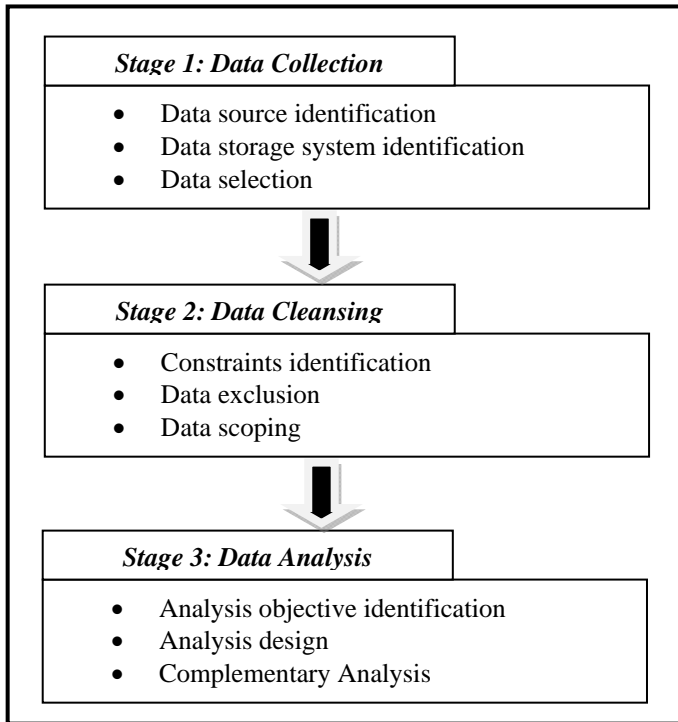 Stage 1: Data Collection
• Data source identification
• Data storage system identification
• Data selection
Stage 2: Data Cleansing
• Constraints identification
• Data exclusion
• Data scoping
Stage 3: Data Analysis
• Analysis objective identification
• Analysis design
• Complementary Analysis